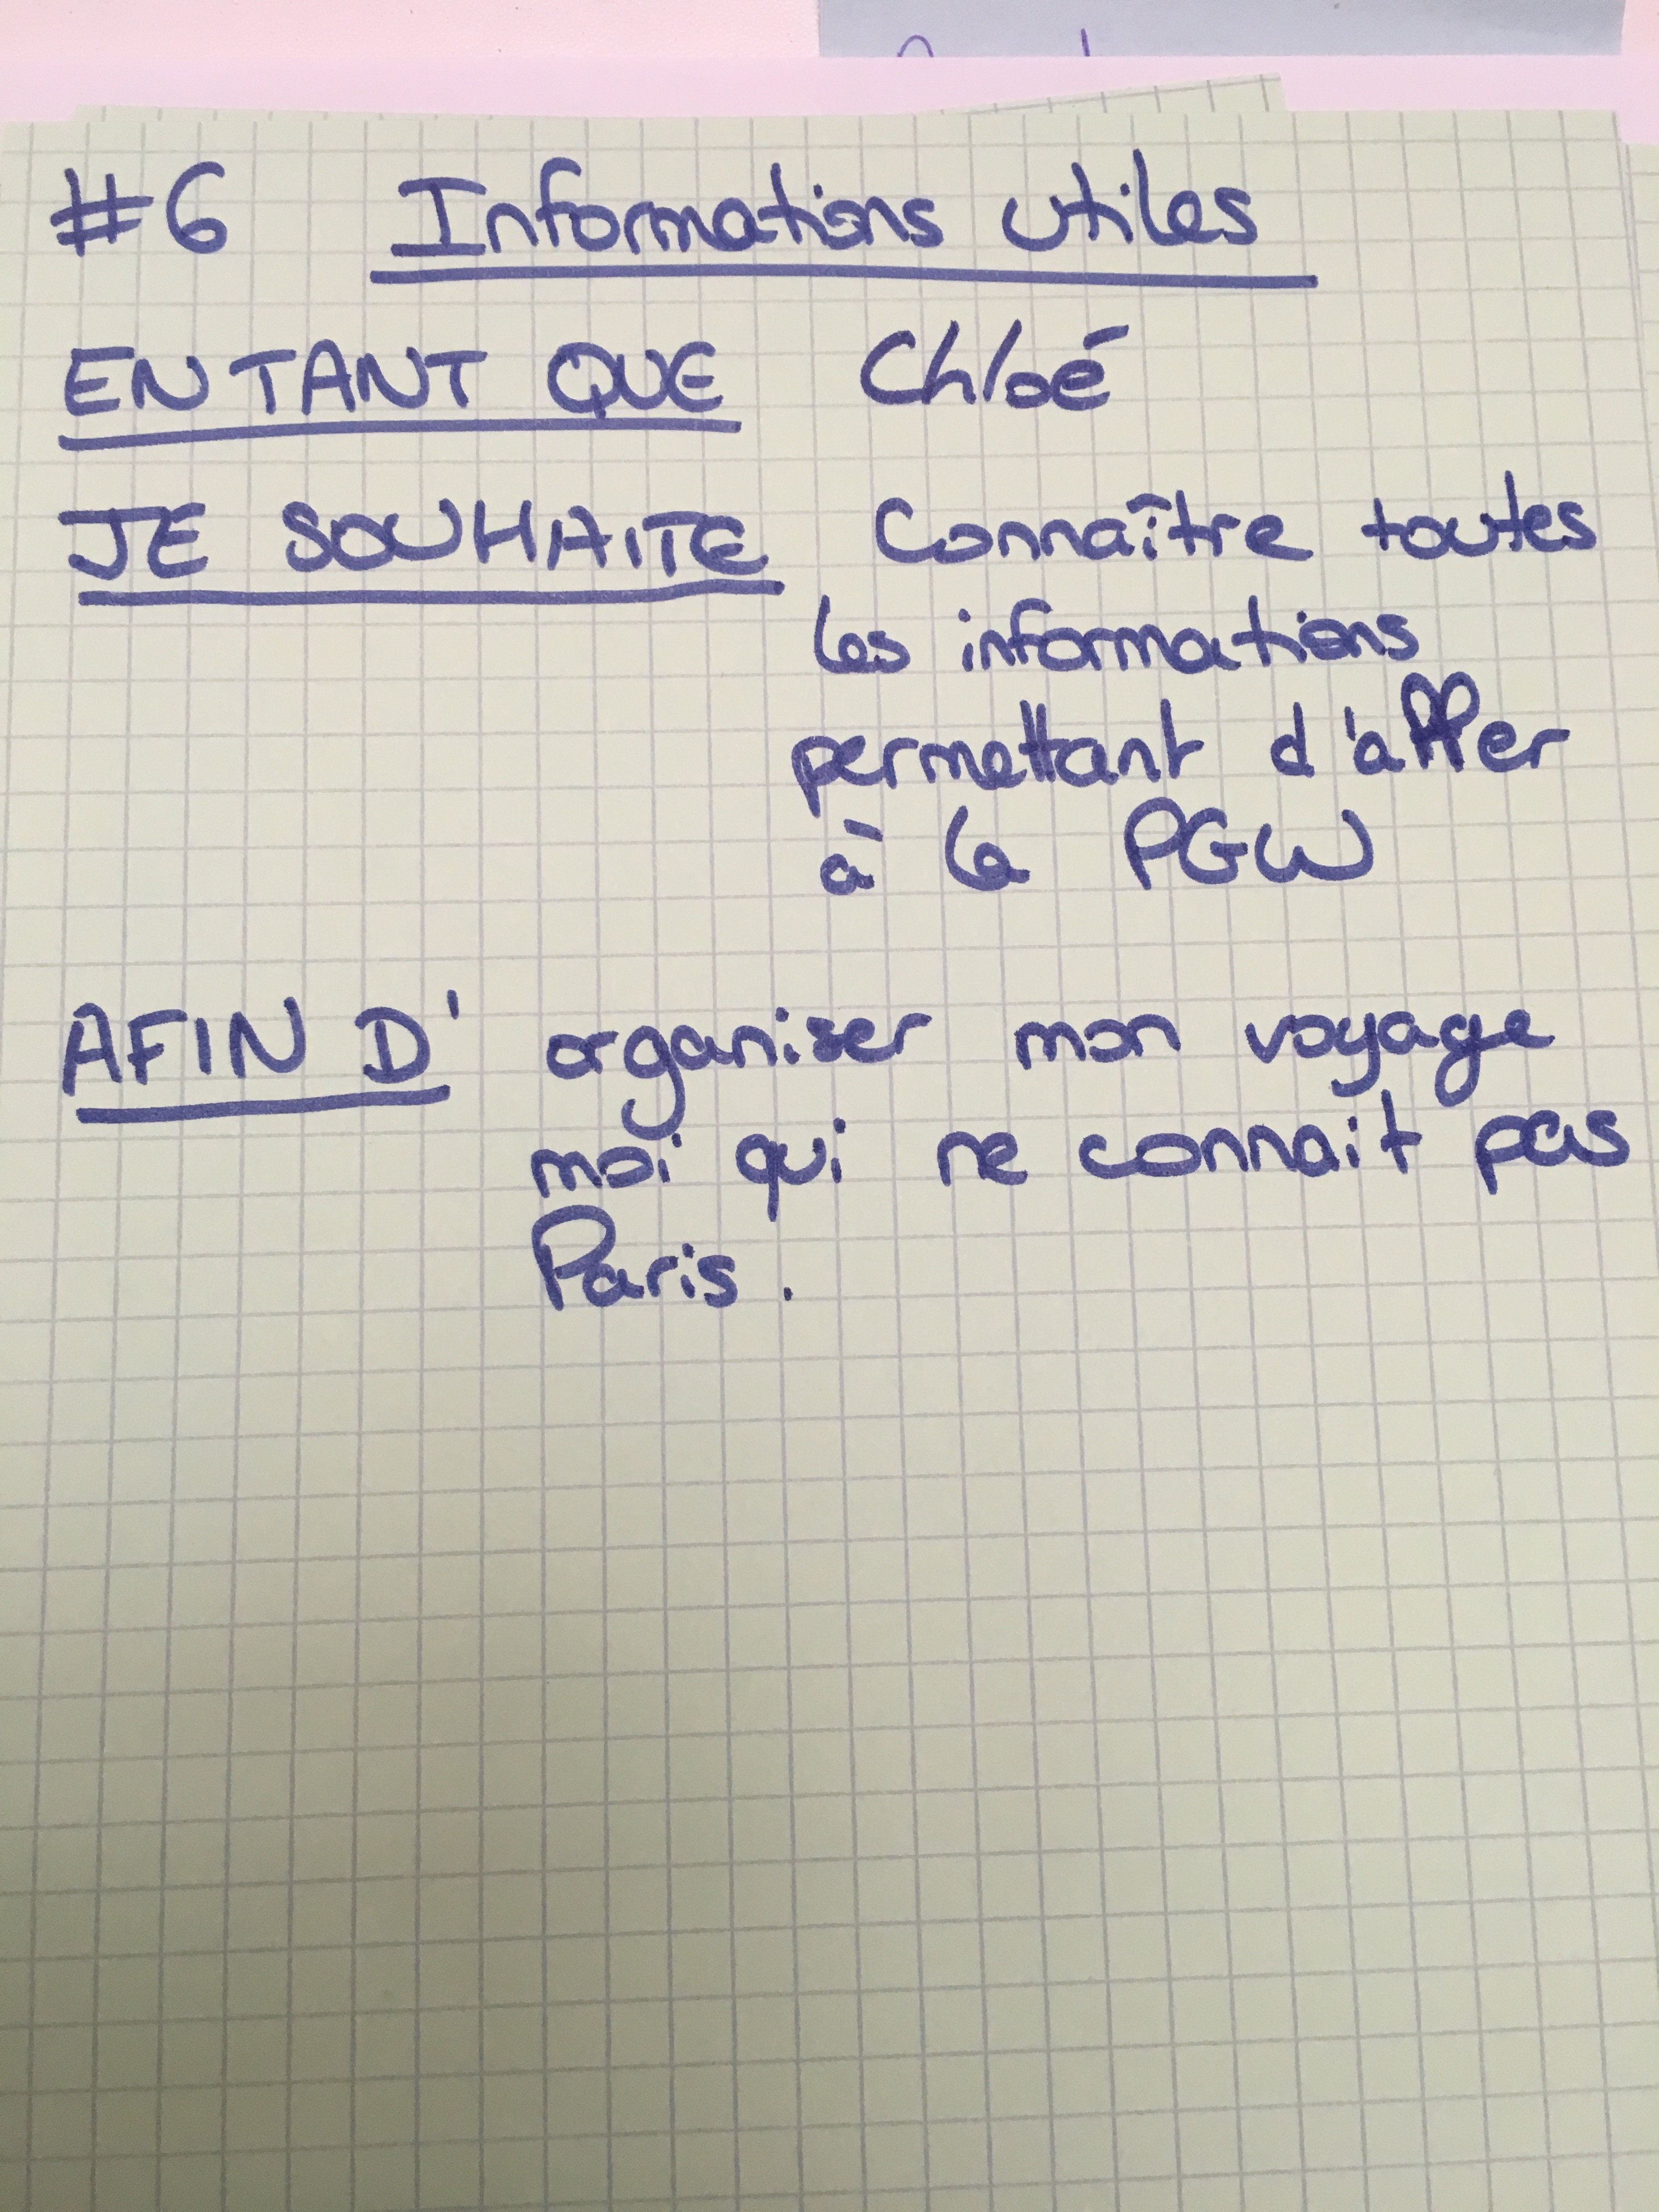 #6 Informations utiles
EN TANT QUE Chloé
JE SOUHAITE Connaître toutes
les informations
permettant d'aller
à la PGW
AFIN D' organiser mon voyage
moi qui ne connait pas
Paris.